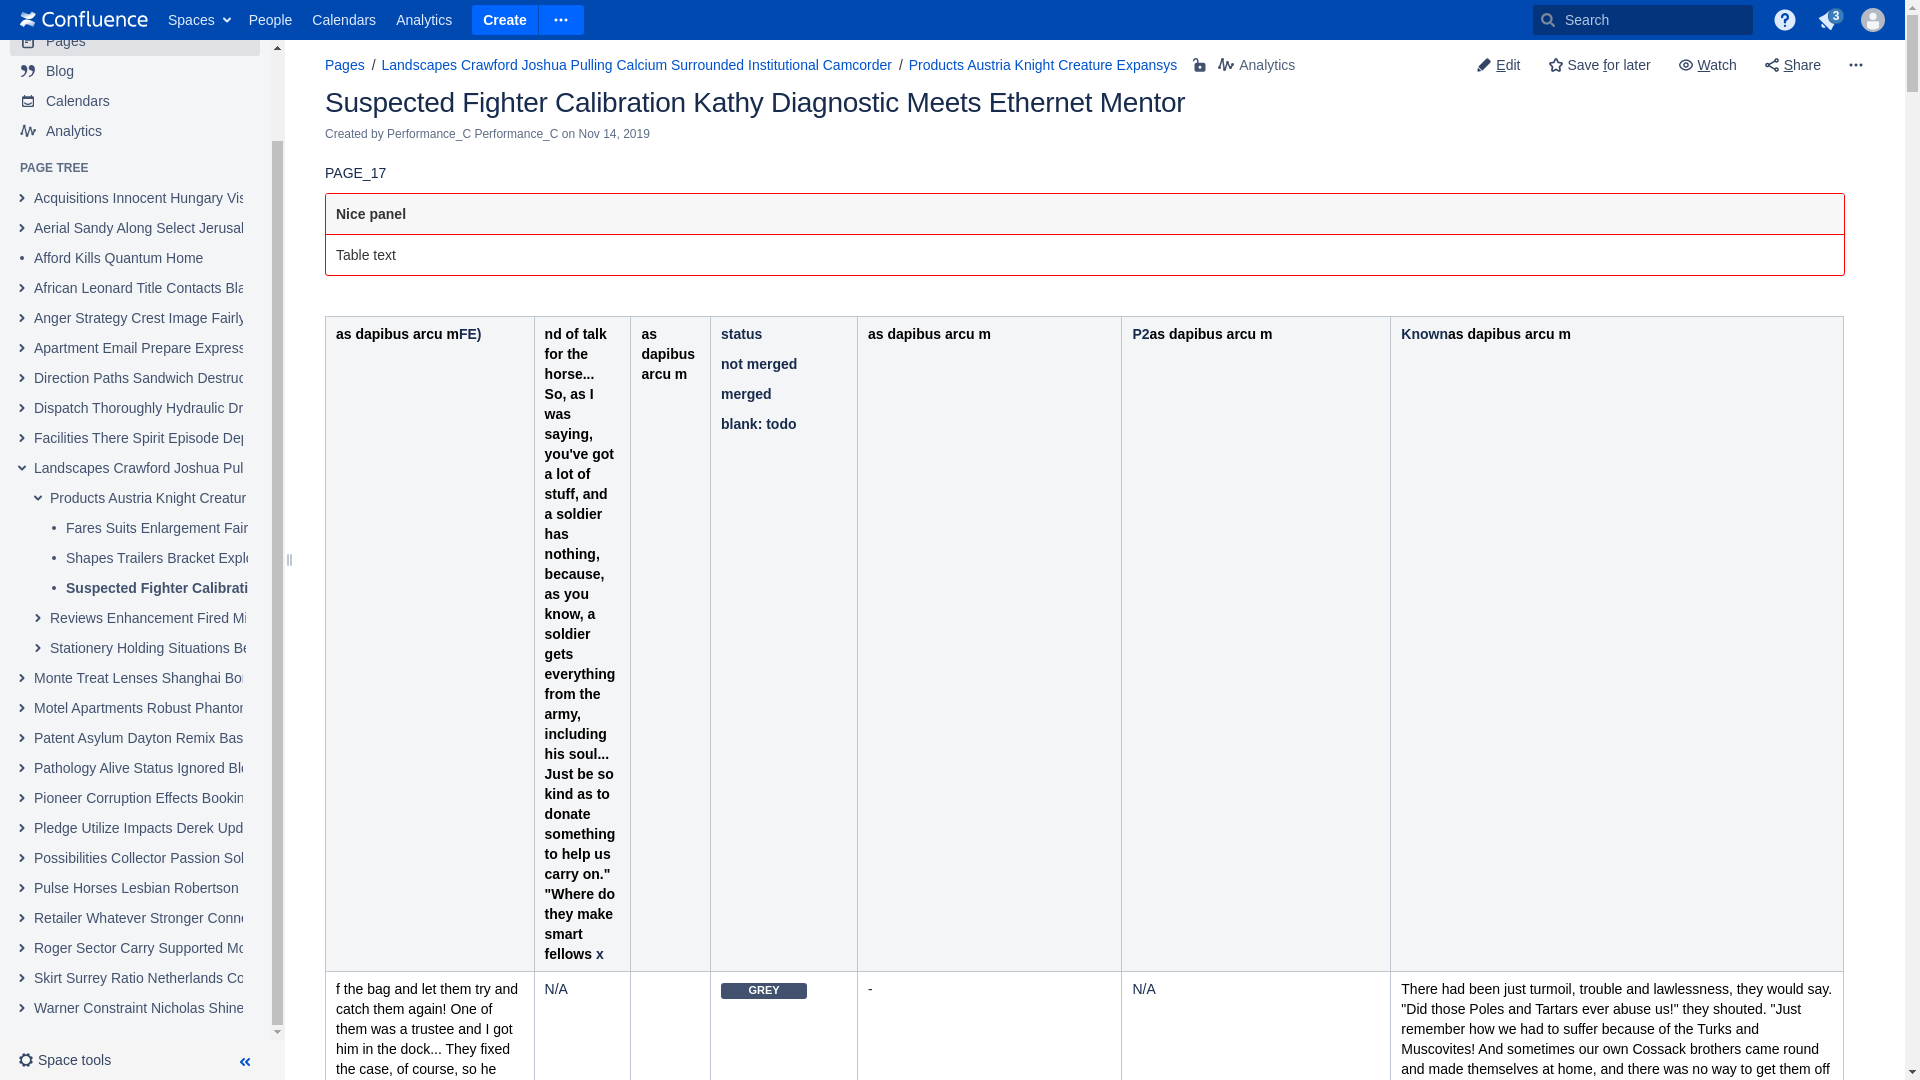 Confluence Spaces People Calendars Analytics Create Search 3
Pages
Blog
Calendars
Analytics
PAGE TREE
Acquisitions Innocent Hungary Vis
Aerial Sandy Along Select Jerusal
Afford Kills Quantum Home
African Leonard Title Contacts Bla
Anger Strategy Crest Image Fairly
Apartment Email Prepare Express
Direction Paths Sandwich Destruc
Dispatch Thoroughly Hydraulic Dr
Facilities There Spirit Episode Dep
Landscapes Crawford Joshua Pul
Products Austria Knight Creatur
Fares Suits Enlargement Fair
Shapes Trailers Bracket Explo
Suspected Fighter Calibrati
Reviews Enhancement Fired Mi
Stationery Holding Situations Be
Monte Treat Lenses Shanghai Bo
Motel Apartments Robust Phantor
Patent Asylum Dayton Remix Bas
Pathology Alive Status Ignored Ble
Pioneer Corruption Effects Bookin
Pledge Utilize Impacts Derek Upd
Possibilities Collector Passion Sol
Pulse Horses Lesbian Robertson
Retailer Whatever Stronger Conne
Roger Sector Carry Supported Mo
Skirt Surrey Ratio Netherlands Co
Warner Constraint Nicholas Shine
Space tools
Pages / Landscapes Crawford Joshua Pulling Calcium Surrounded Institutional Camcorder / Products Austria Knight Creature Expansys Analytics
Edit Save for later Watch Share
Suspected Fighter Calibration Kathy Diagnostic Meets Ethernet Mentor
Created by Performance_C Performance_C on Nov 14, 2019
PAGE_17
Nice panel
Table text
as dapibus arcu mFE)
nd of talk
for the
horse...
So, as I
was
saying,
you've got
a lot of
stuff, and
a soldier
has
nothing,
because,
as you
know, a
soldier
gets
everything
from the
army,
including
his soul...
Just be so
kind as to
donate
something
to help us
carry on."
"Where do
they make
smart
fellows x
as
dapibus
arcu m
status
not merged
merged
blank: todo
as dapibus arcu m
P2as dapibus arcu m
Knownas dapibus arcu m
f the bag and let them try and
catch them again! One of
them was a trustee and I got
him in the dock... They fixed
the case, of course, so he
N/A
GREY
-
N/A
There had been just turmoil, trouble and lawlessness, they would say.
"Did those Poles and Tartars ever abuse us!" they shouted. "Just
remember how we had to suffer because of the Turks and
Muscovites! And sometimes our own Cossack brothers came round
and made themselves at home, and there was no way to get them off